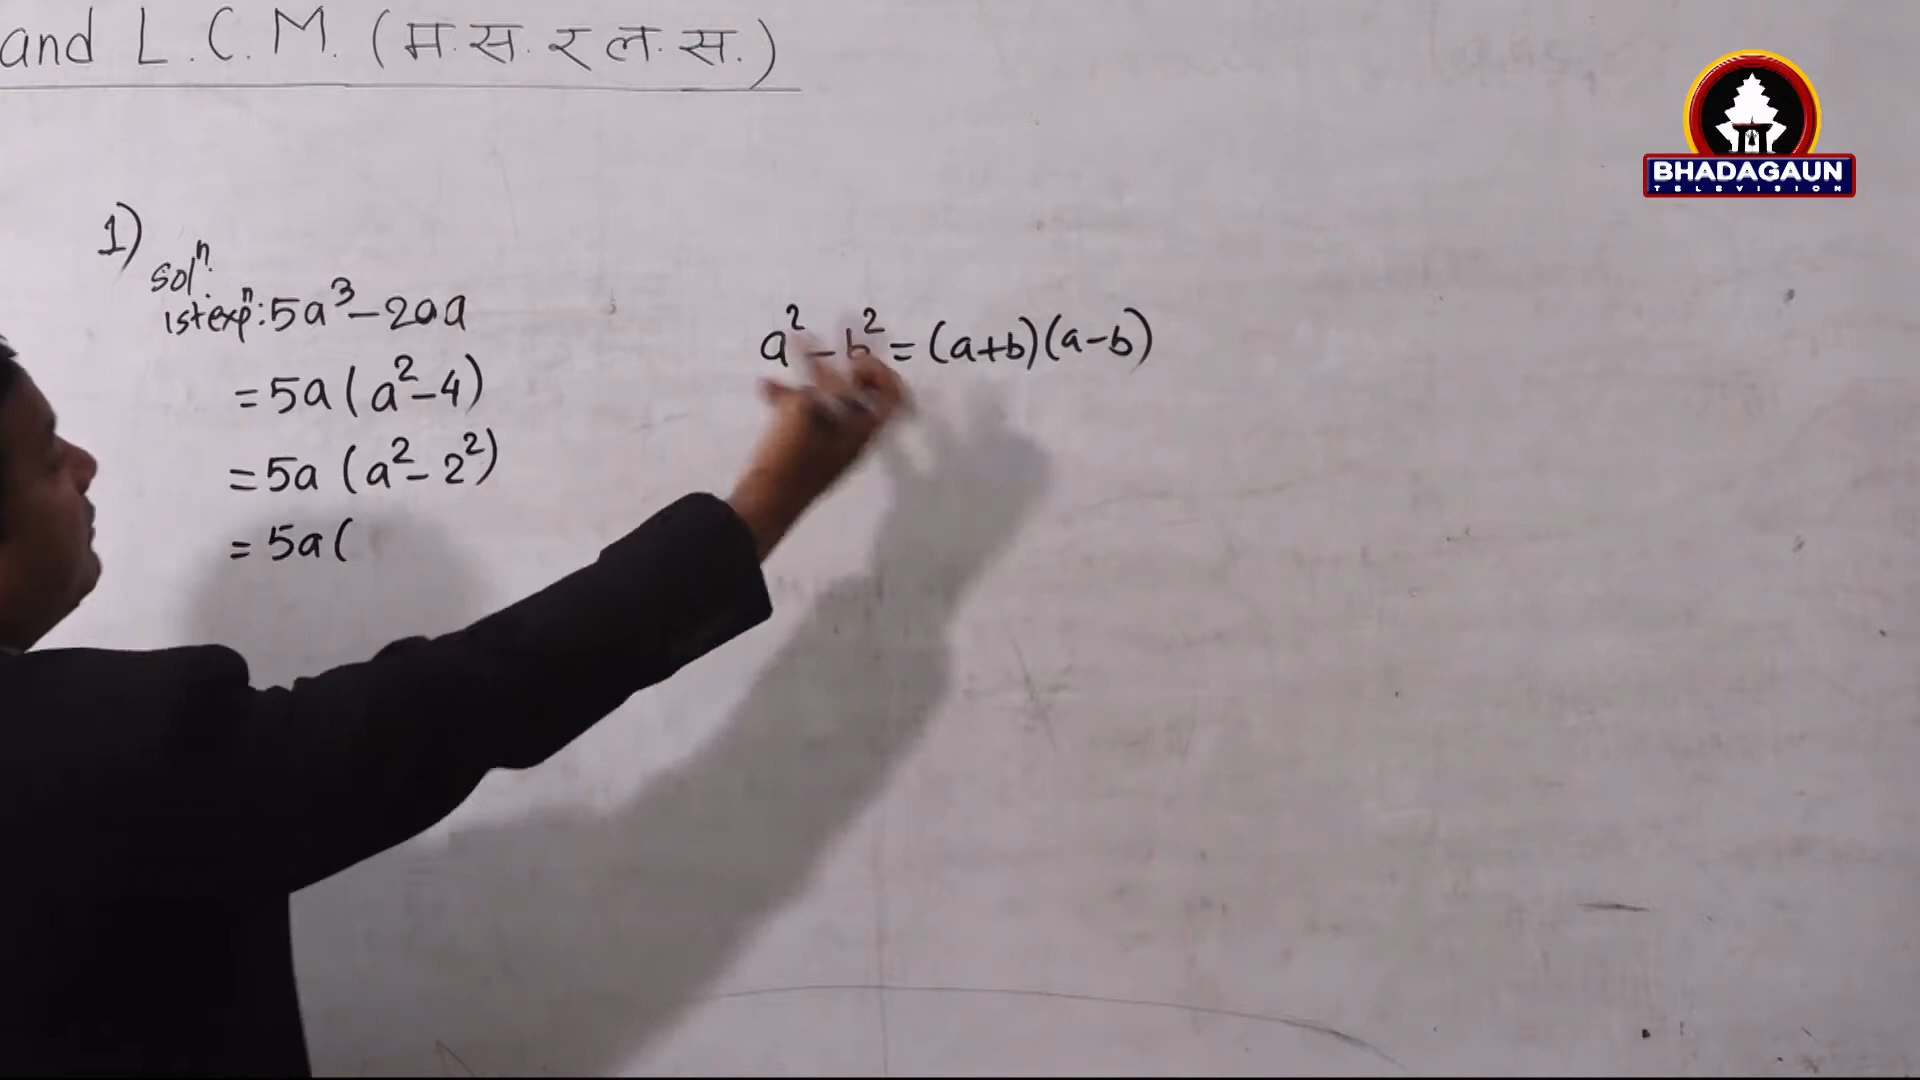 and L.C.M. (म.स. र ल.स.)
BHADAGAUN
TELEVISION
1)
solⁿ.
1st expⁿ: 5a³ - 20a
= 5a (a² - 4)
= 5a (a² - 2²)
= 5a (
a² - b² = (a+b)(a-b)